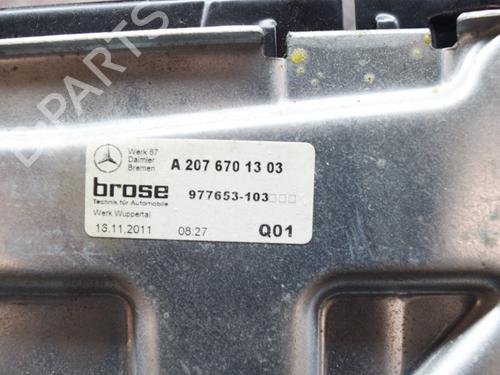 B-PARTS
Werk 67
Daimler
Bremen
A 207 670 13 03
brose
Technik für Automobile
977653-103□□□
Werk Wuppertal
13.11.2011 08:27 Q01